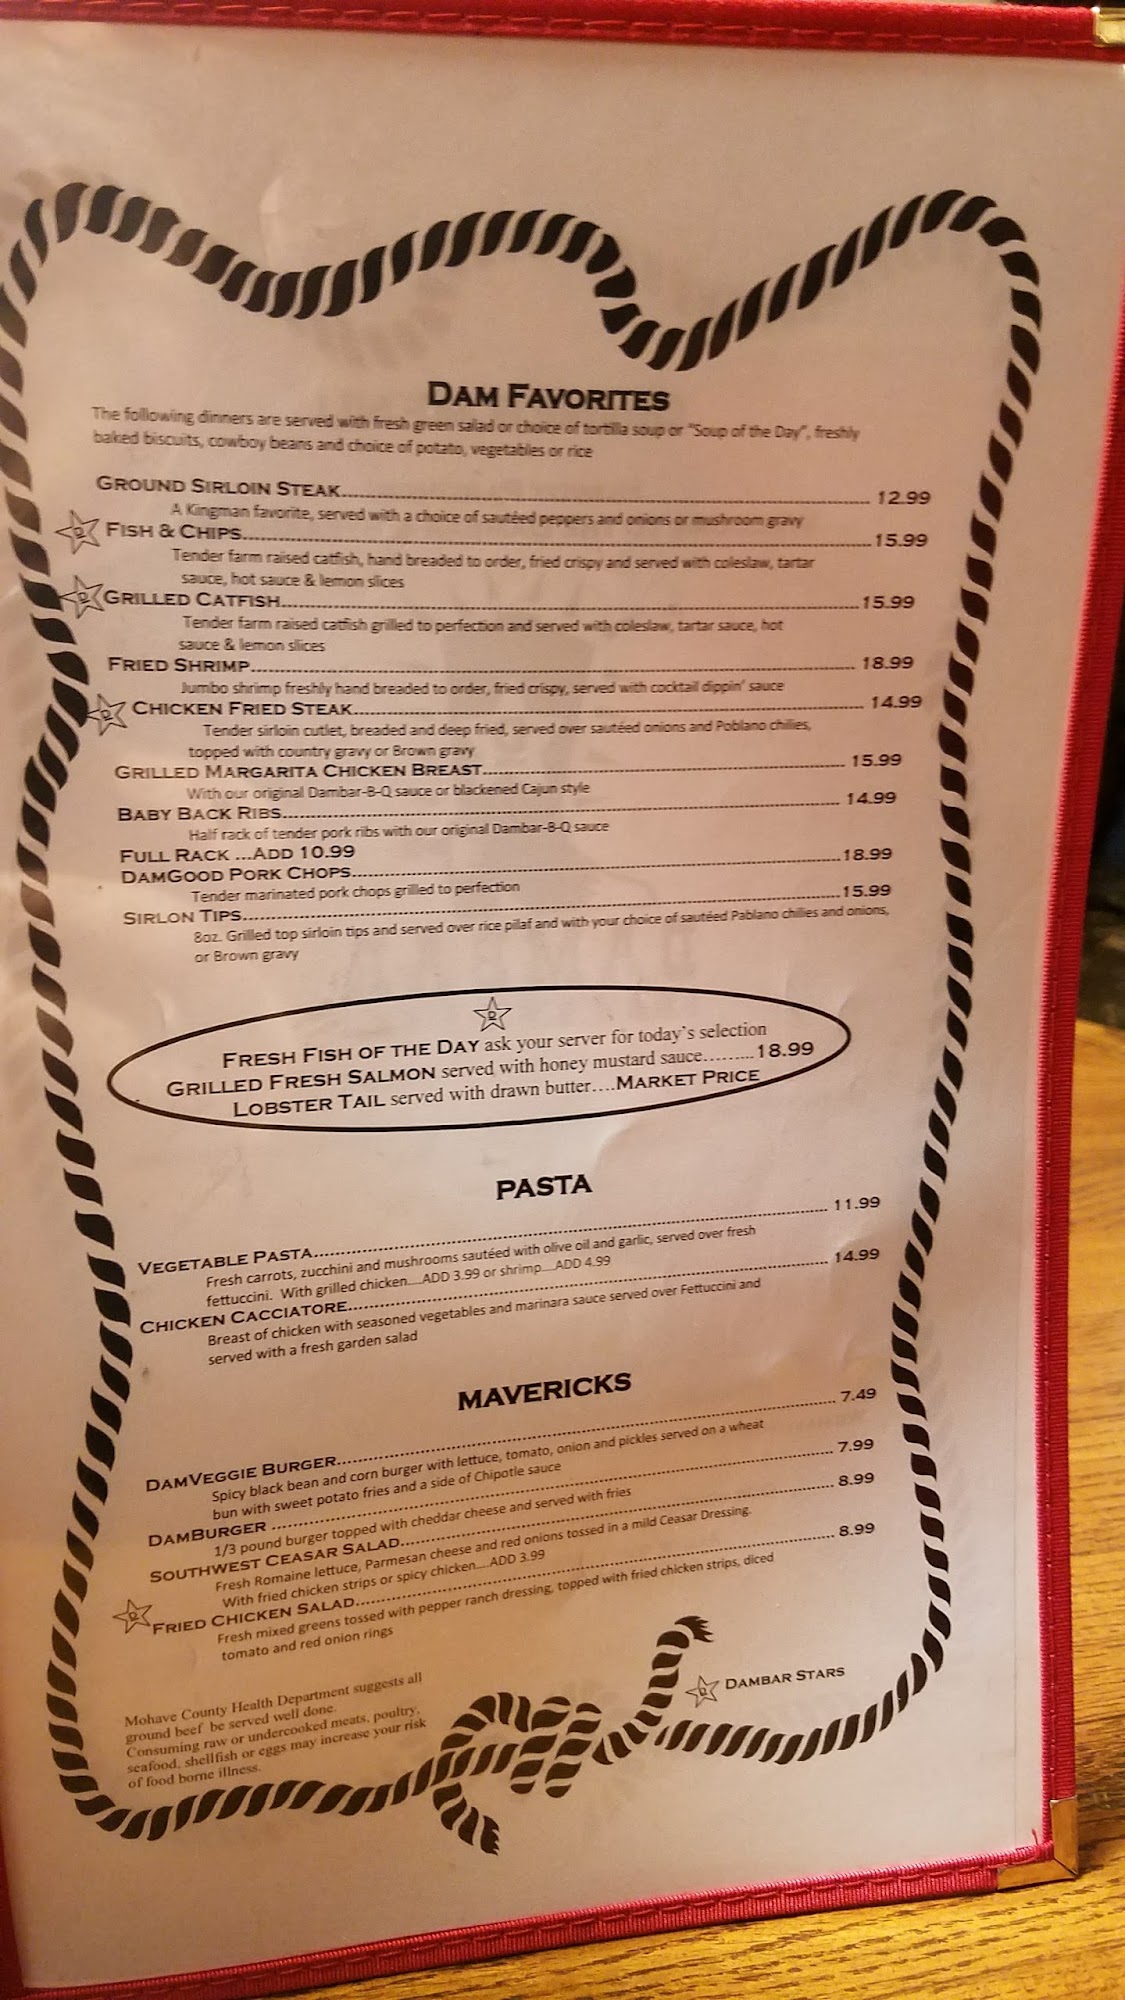 DAM FAVORITES
The following dinners are served with fresh green salad or choice of tortilla soup or "Soup of the Day", freshly
baked biscuits, cowboy beans and choice of potato, vegetables or rice
GROUND SIRLOIN STEAK.......... 12.99
A Kingman favorite, served with a choice of sautéed peppers and onions or mushroom gravy
D FISH & CHIPS..........15.99
Tender farm raised catfish, hand breaded to order, fried crispy and served with coleslaw, tartar
sauce, hot sauce & lemon slices
D GRILLED CATFISH..........15.99
Tender farm raised catfish grilled to perfection and served with coleslaw, tartar sauce, hot
sauce & lemon slices
FRIED SHRIMP.......... 18.99
Jumbo shrimp freshly hand breaded to order, fried crispy, served with cocktail dippin' sauce
D CHICKEN FRIED STEAK.......... 14.99
Tender sirloin cutlet, breaded and deep fried, served over sautéed onions and Poblano chilies,
topped with country gravy or Brown gravy
GRILLED MARGARITA CHICKEN BREAST.......... 15.99
With our original Dambar-B-Q sauce or blackened Cajun style
BABY BACK RIBS.......... 14.99
Half rack of tender pork ribs with our original Dambar-B-Q sauce
FULL RACK ...ADD 10.99
DAMGOOD PORK CHOPS..........18.99
Tender marinated pork chops grilled to perfection
SIRLON TIPS..........15.99
8oz. Grilled top sirloin tips and served over rice pilaf and with your choice of sautéed Pablano chilies and onions,
or Brown gravy
D
FRESH FISH OF THE DAY ask your server for today's selection
GRILLED FRESH SALMON served with honey mustard sauce.........18.99
LOBSTER TAIL served with drawn butter....MARKET PRICE
PASTA
VEGETABLE PASTA.......... 11.99
Fresh carrots, zucchini and mushrooms sautéed with olive oil and garlic, served over fresh
fettuccini. With grilled chicken....ADD 3.99 or shrimp....ADD 4.99
CHICKEN CACCIATORE.......... 14.99
Breast of chicken with seasoned vegetables and marinara sauce served over Fettuccini and
served with a fresh garden salad
MAVERICKS
DAMVEGGIE BURGER.......... 7.49
Spicy black bean and corn burger with lettuce, tomato, onion and pickles served on a wheat
bun with sweet potato fries and a side of Chipotle sauce
DAMBURGER .......... 7.99
1/3 pound burger topped with cheddar cheese and served with fries
SOUTHWEST CEASAR SALAD.......... 8.99
Fresh Romaine lettuce, Parmesan cheese and red onions tossed in a mild Ceasar Dressing.
With fried chicken strips or spicy chicken....ADD 3.99
D FRIED CHICKEN SALAD.......... 8.99
Fresh mixed greens tossed with pepper ranch dressing, topped with fried chicken strips, diced
tomato and red onion rings
D DAMBAR STARS
Mohave County Health Department suggests all
ground beef be served well done.
Consuming raw or undercooked meats, poultry,
seafood, shellfish or eggs may increase your risk
of food borne illness.